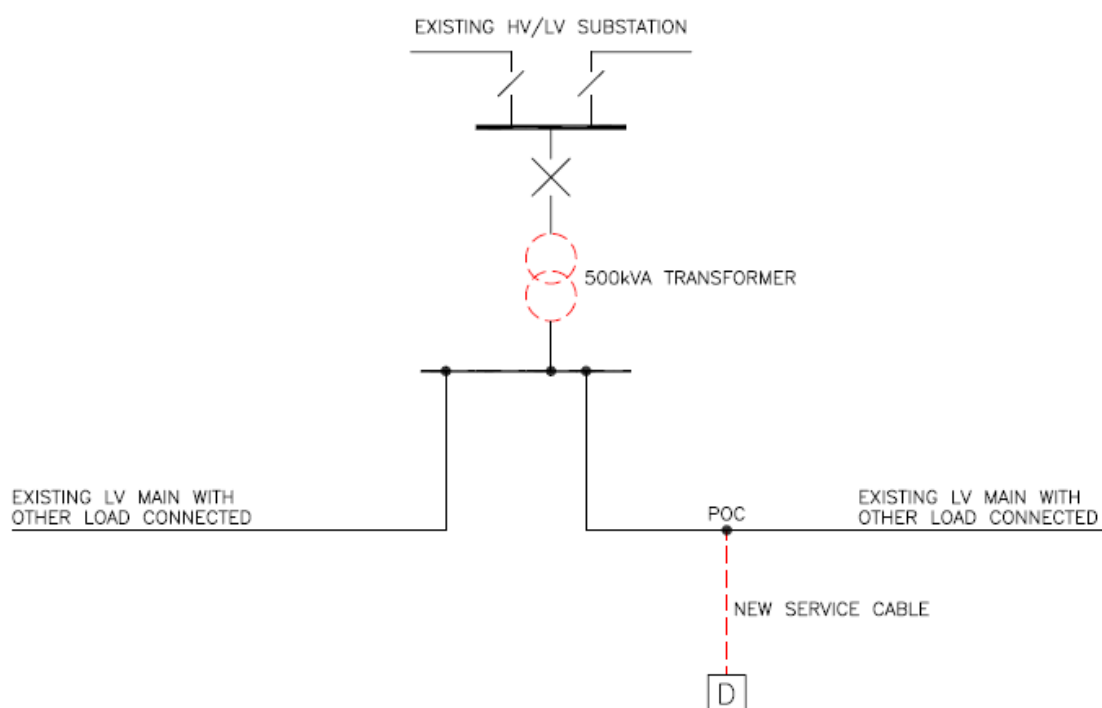 EXISTING HV/LV SUBSTATION
500kVA TRANSFORMER
EXISTING LV MAIN WITH
OTHER LOAD CONNECTED
POC
EXISTING LV MAIN WITH
OTHER LOAD CONNECTED
NEW SERVICE CABLE
D